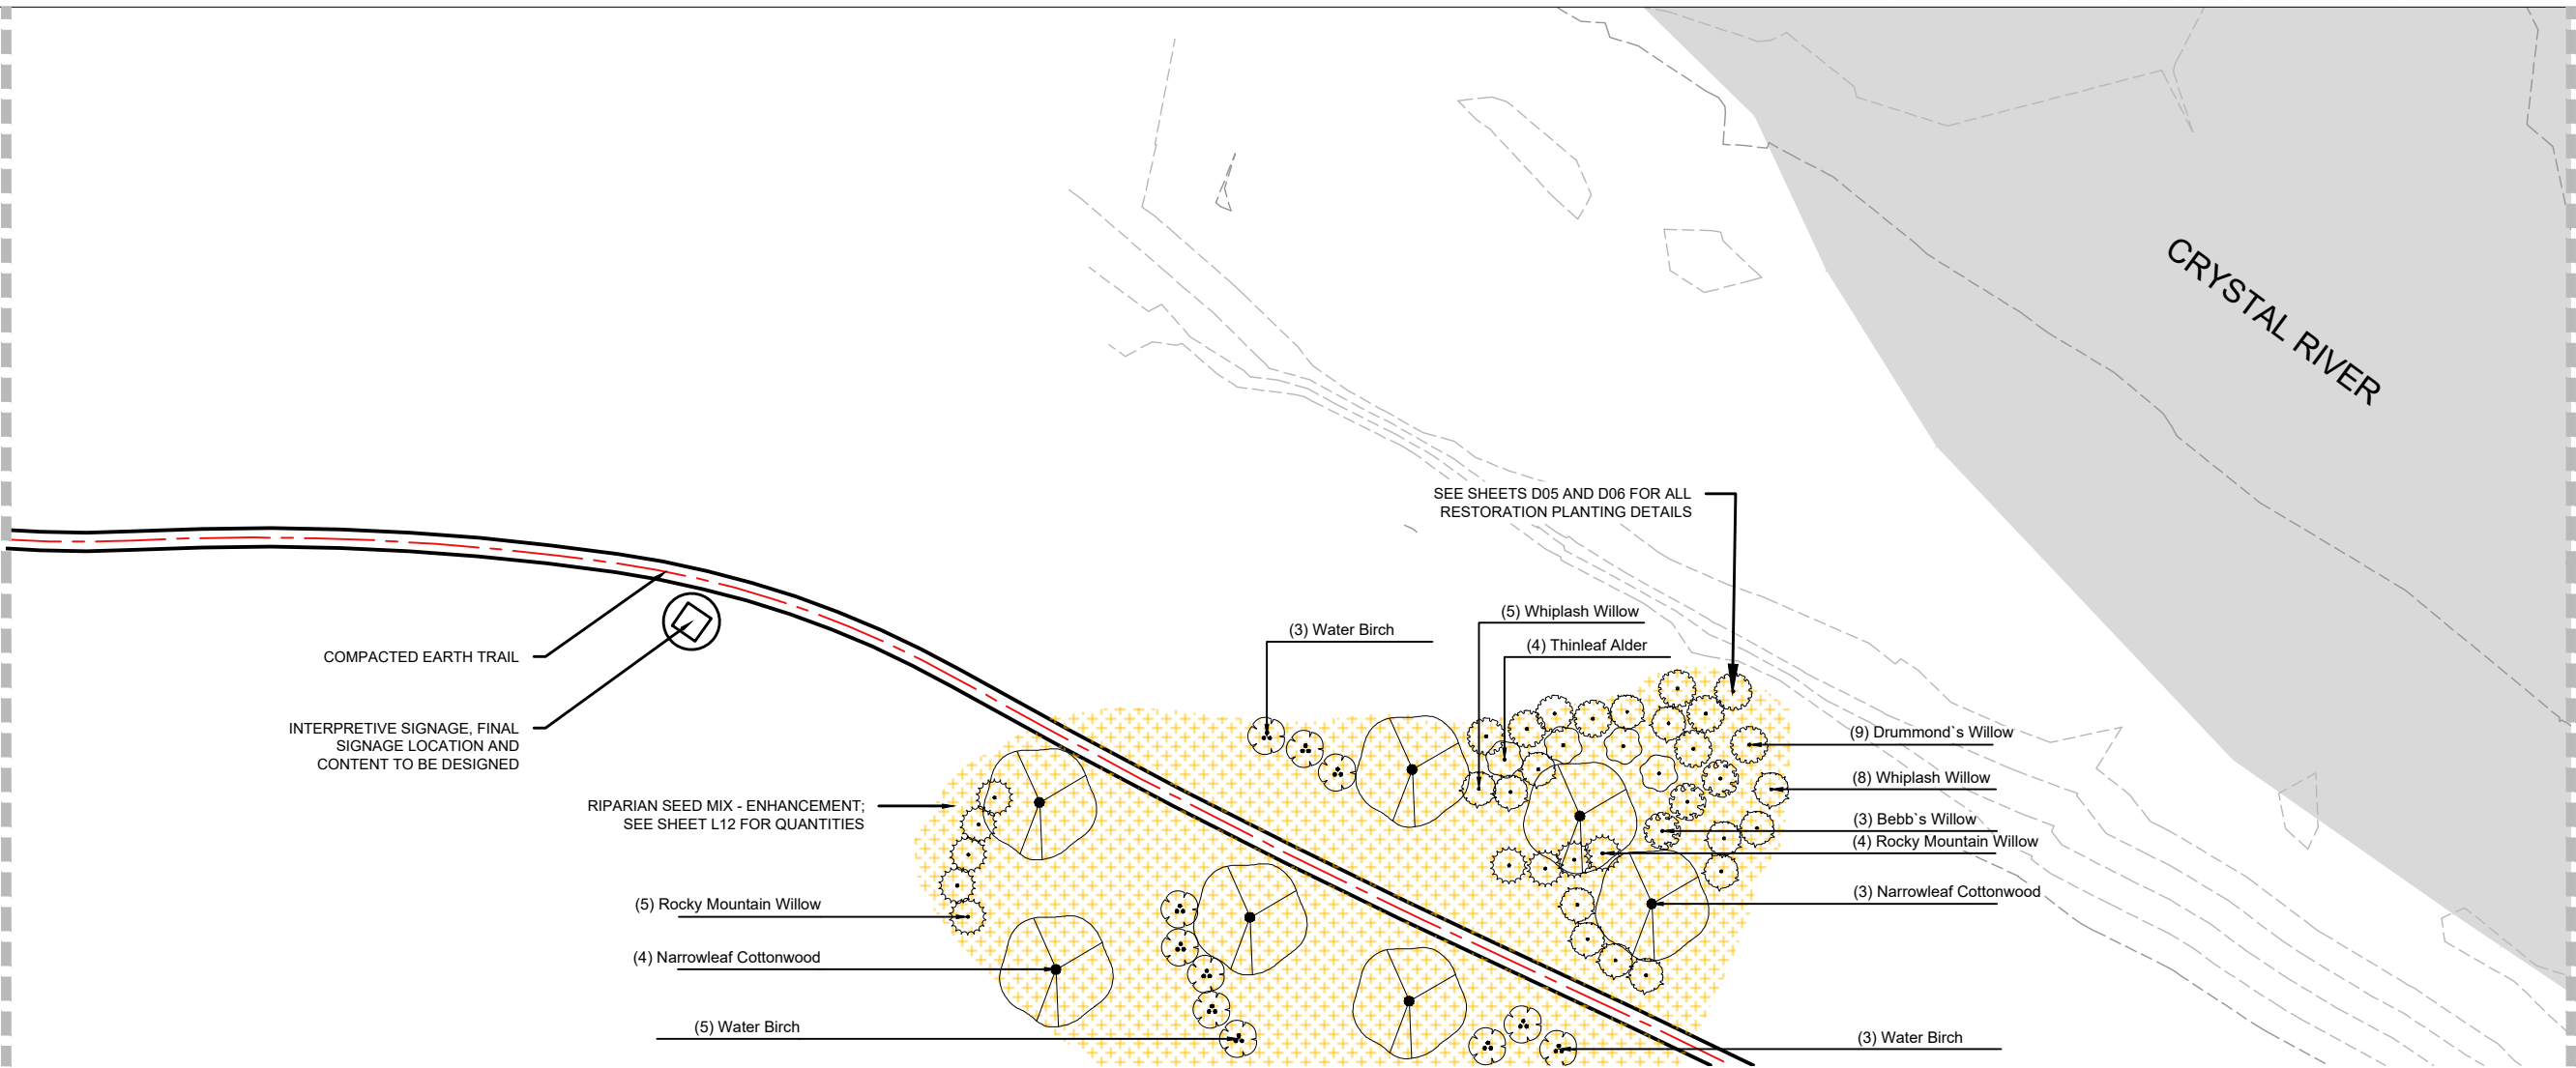 CRYSTAL RIVER
SEE SHEETS D05 AND D06 FOR ALL
RESTORATION PLANTING DETAILS
(5) Whiplash Willow
(3) Water Birch
(4) Thinleaf Alder
COMPACTED EARTH TRAIL
INTERPRETIVE SIGNAGE, FINAL
SIGNAGE LOCATION AND
CONTENT TO BE DESIGNED
(9) Drummond`s Willow
(8) Whiplash Willow
RIPARIAN SEED MIX - ENHANCEMENT;
SEE SHEET L12 FOR QUANTITIES
(3) Bebb`s Willow
(4) Rocky Mountain Willow
(3) Narrowleaf Cottonwood
(5) Rocky Mountain Willow
(4) Narrowleaf Cottonwood
(5) Water Birch
(3) Water Birch